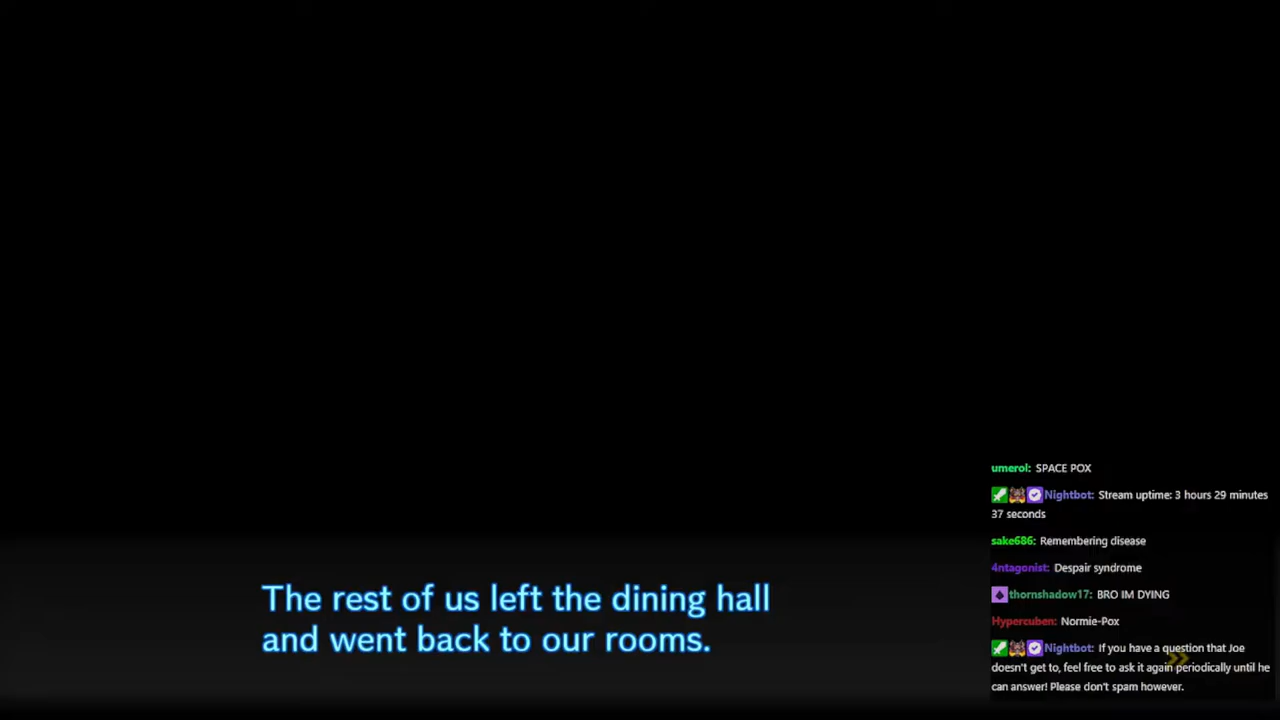 umerol: SPACE POX
Nightbot: Stream uptime: 3 hours 29 minutes
37 seconds
sake686: Remembering disease
4ntagonist: Despair syndrome
thornshadow17: BRO IM DYING
Hypercuben: Normie-Pox
Nightbot: If you have a question that Joe
doesn't get to, feel free to ask it again periodically until he
can answer! Please don't spam however.
The rest of us left the dining hall
and went back to our rooms.